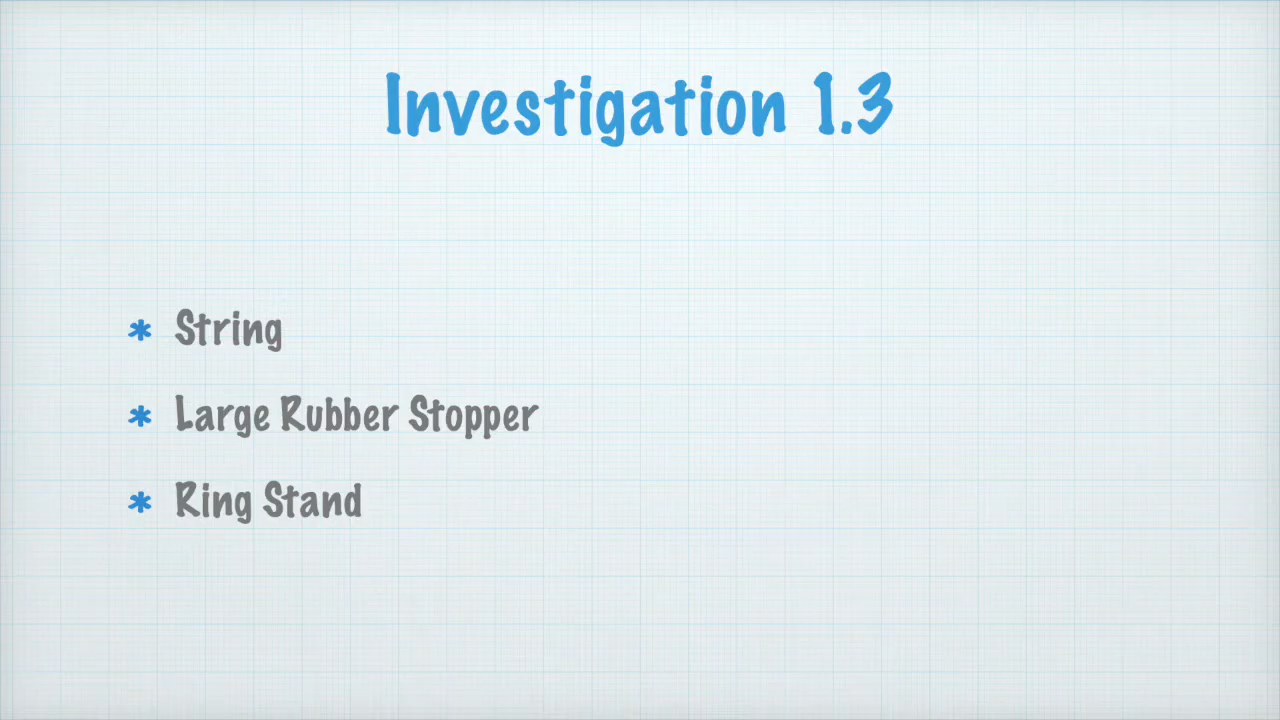 Investigation 1.3
* String
* Large Rubber Stopper
* Ring Stand